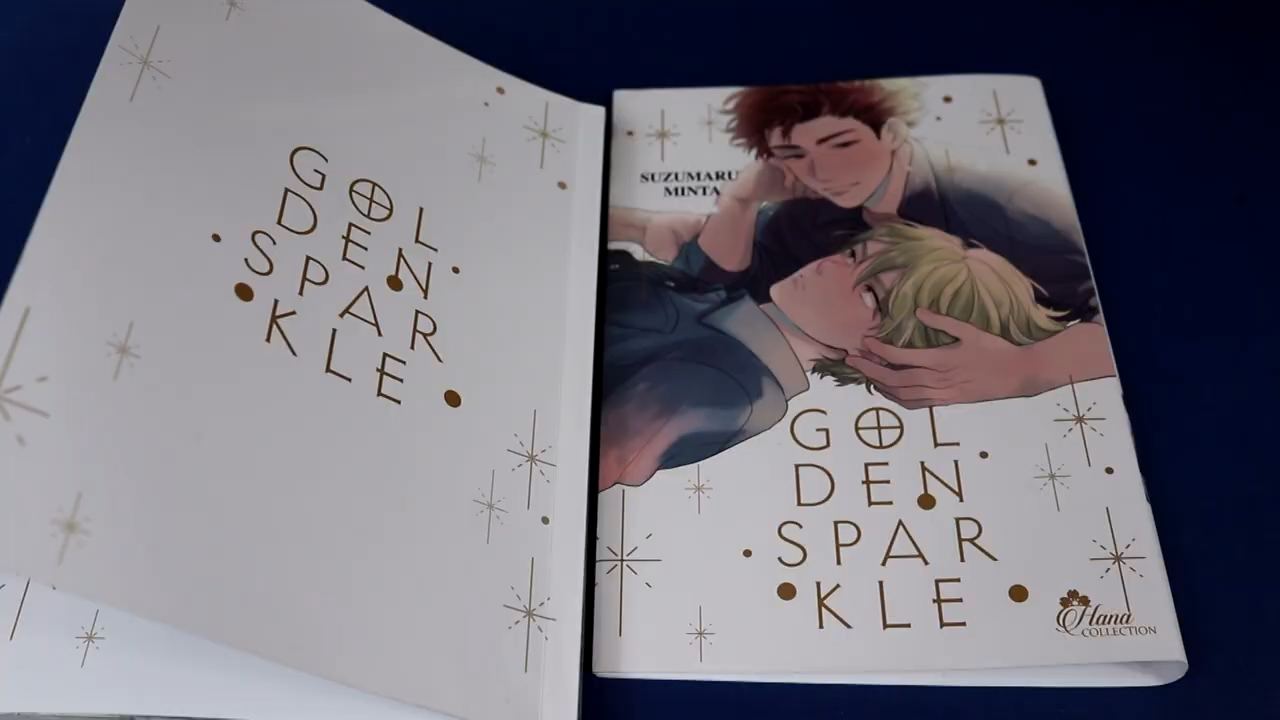 GOL
DEN
SPAR
KLE
SUZUMARU
MINTA
GOL
DEN
SPAR
KLE
Hana
COLLECTION